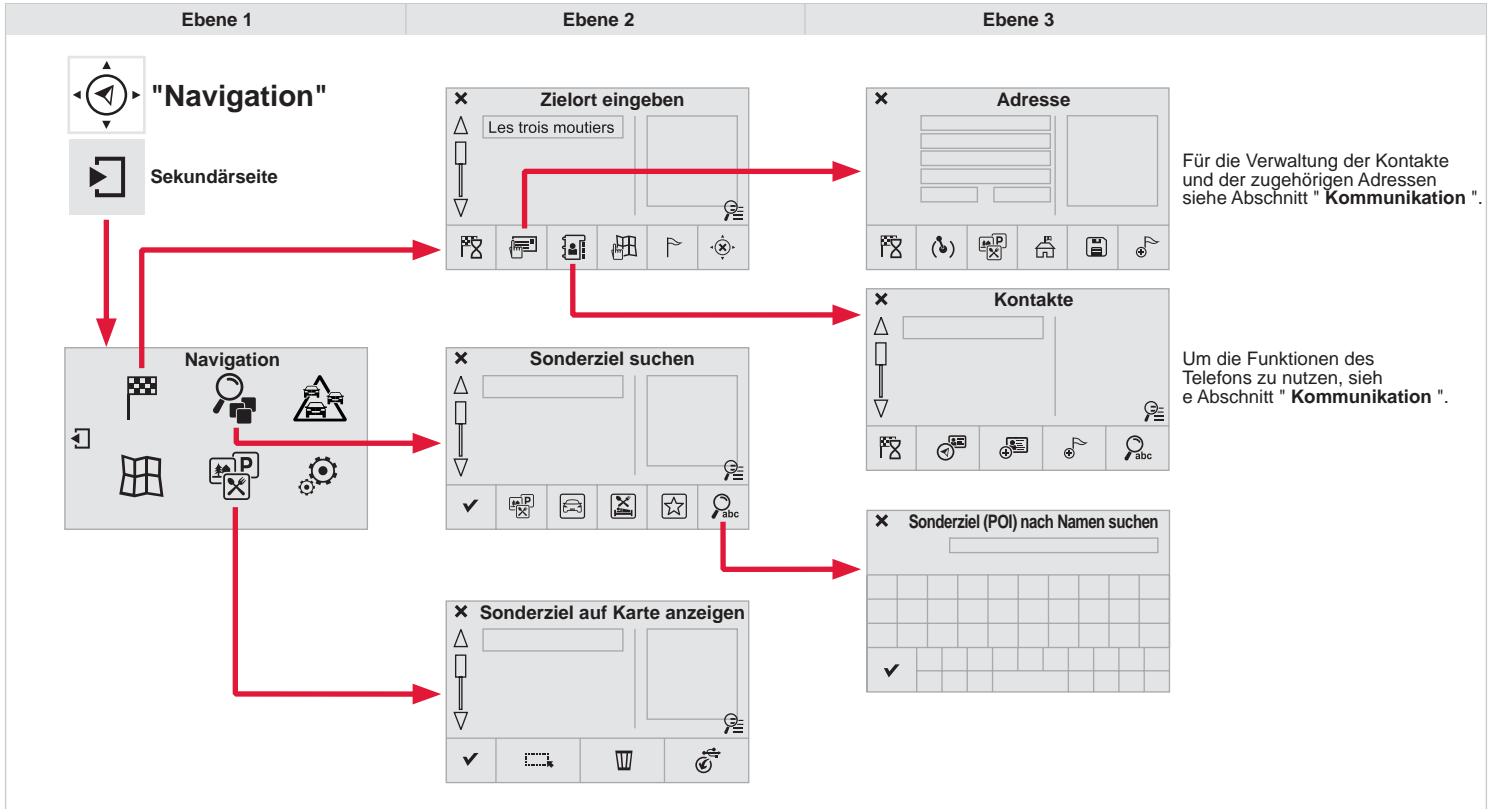 Ebene 1
Ebene 2
Ebene 3
"Navigation"
Sekundärseite
Navigation
P
Zielort eingeben
Les trois moutiers
Sonderziel suchen
P
abc
Sonderziel auf Karte anzeigen
Adresse
P
Für die Verwaltung der Kontakte
und der zugehörigen Adressen
siehe Abschnitt " Kommunikation ".
Kontakte
abc
Um die Funktionen des
Telefons zu nutzen, sieh
e Abschnitt " Kommunikation ".
Sonderziel (POI) nach Namen suchen